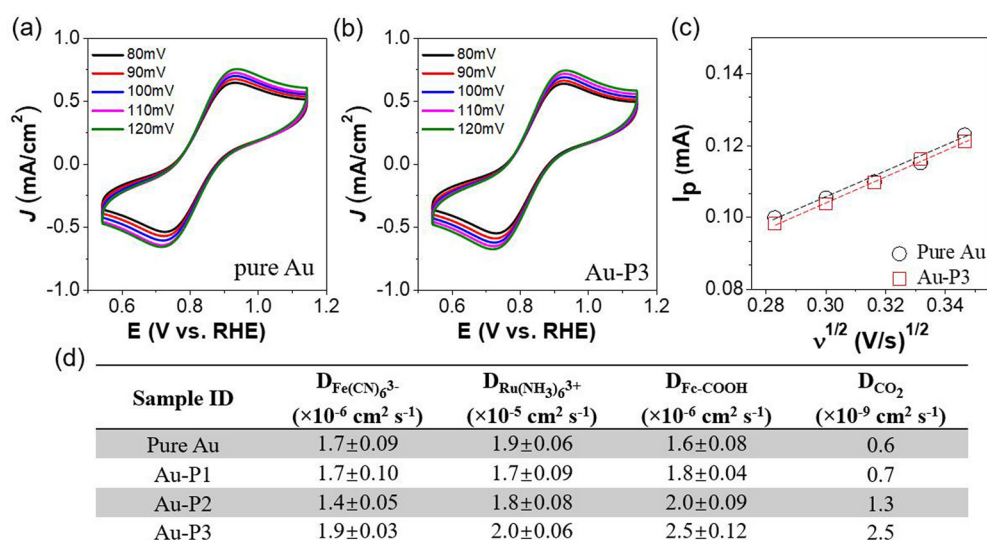 (a)
1.0
0.5
0.0
-0.5
-1.0
J (mA/cm²)
80mV
90mV
100mV
110mV
120mV
pure Au
0.6 0.8 1.0
E (V vs. RHE)
(b)
1.0
0.5
0.0
-0.5
-1.0
J (mA/cm²)
80mV
90mV
100mV
110mV
120mV
Au-P3
0.6 0.8 1.0
E (V vs. RHE)
(c)
0.14
0.12
0.10
0.08
Ip (mA)
Pure Au
Au-P3
0.28 0.30 0.32 0.34
ν^1/2 (V/s)^1/2
(d)
Sample ID D_Fe(CN)₆³⁻ D_Ru(NH₃)₆³⁺ D_Fc-COOH D_CO₂
(×10⁻⁶ cm² s⁻¹) (×10⁻⁵ cm² s⁻¹) (×10⁻⁶ cm² s⁻¹) (×10⁻⁹ cm² s⁻¹)
Pure Au 1.7±0.09 1.9±0.06 1.6±0.08 0.6
Au-P1 1.7±0.10 1.7±0.09 1.8±0.04 0.7
Au-P2 1.4±0.05 1.8±0.08 2.0±0.09 1.3
Au-P3 1.9±0.03 2.0±0.06 2.5±0.12 2.5